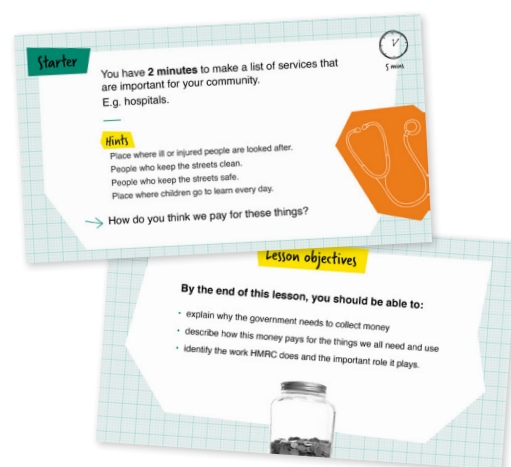 Starter
5 mins
You have 2 minutes to make a list of services that
are important for your community.
E.g. hospitals.
Hints
Place where ill or injured people are looked after.
People who keep the streets clean.
People who keep the streets safe.
Place where children go to learn every day.
→ How do you think we pay for these things?
Lesson objectives
By the end of this lesson, you should be able to:
• explain why the government needs to collect money
• describe how this money pays for the things we all need and use
• identify the work HMRC does and the important role it plays.